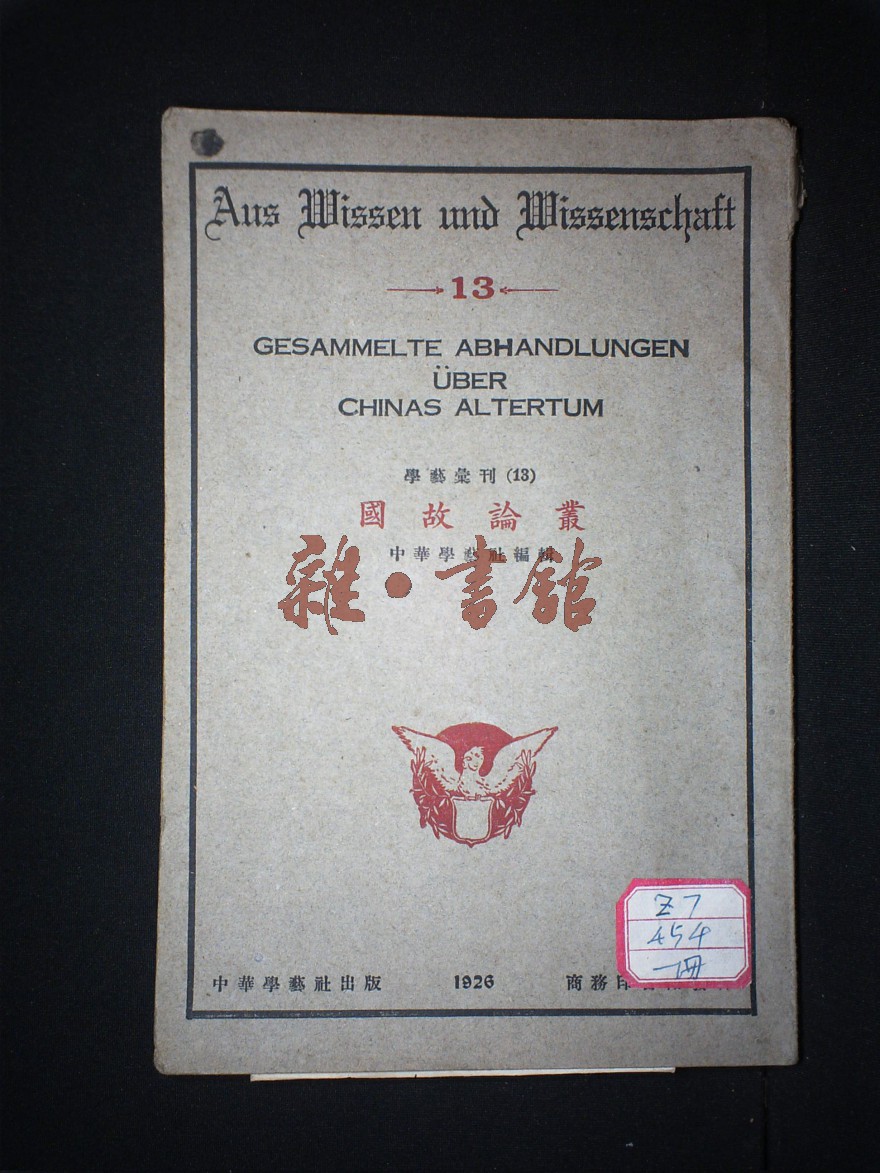 Aus Wissen und Wissenschaft
13
GESAMMELTE ABHANDLUNGEN
ÜBER
CHINAS ALTERTUM
學藝彙刊(13)
國故論叢
中華學藝社編輯
雜·書館
Z7
454
一冊
中華學藝社出版 1926 商務印